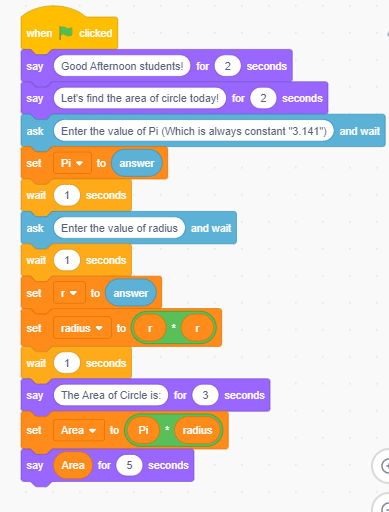 when clicked
say Good Afternoon students! for 2 seconds
say Let's find the area of circle today! for 2 seconds
ask Enter the value of Pi (Which is always constant "3.141") and wait
set Pi to answer
wait 1 seconds
ask Enter the value of radius and wait
wait 1 seconds
set r to answer
set radius to r * r
wait 1 seconds
say The Area of Circle is: for 3 seconds
set Area to Pi * radius
say Area for 5 seconds